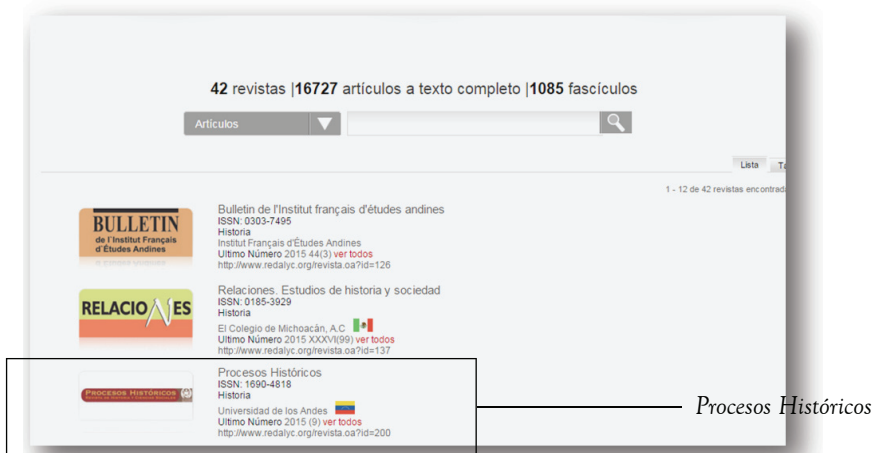 42 revistas |16727 artículos a texto completo |1085 fascículos
Artículos
Lista
1 - 12 de 42 revistas
BULLETIN
de l'Institut Français
d'Études Andines
Bulletin de l'Institut français d'études andines
ISSN: 0303-7495
Historia
Institut Français d'Études Andines
Ultimo Número 2015 44(3) ver todos
http://www.redalyc.org/revista.oa?id=126
RELACIONES
Relaciones. Estudios de historia y sociedad
ISSN: 0185-3929
Historia
El Colegio de Michoacán, A.C
Ultimo Número 2015 XXXVI(99) ver todos
http://www.redalyc.org/revista.oa?id=137
PROCESOS HISTÓRICOS
Procesos Históricos
ISSN: 1690-4818
Historia
Universidad de los Andes
Ultimo Número 2015 (9) ver todos
http://www.redalyc.org/revista.oa?id=200
Procesos Históricos